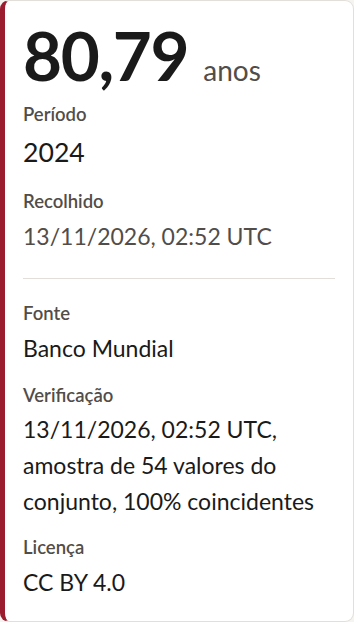 80,79 anos
Período
2024
Recolhido
13/11/2026, 02:52 UTC
Fonte
Banco Mundial
Verificação
13/11/2026, 02:52 UTC,
amostra de 54 valores do
conjunto, 100% coincidentes
Licença
CC BY 4.0